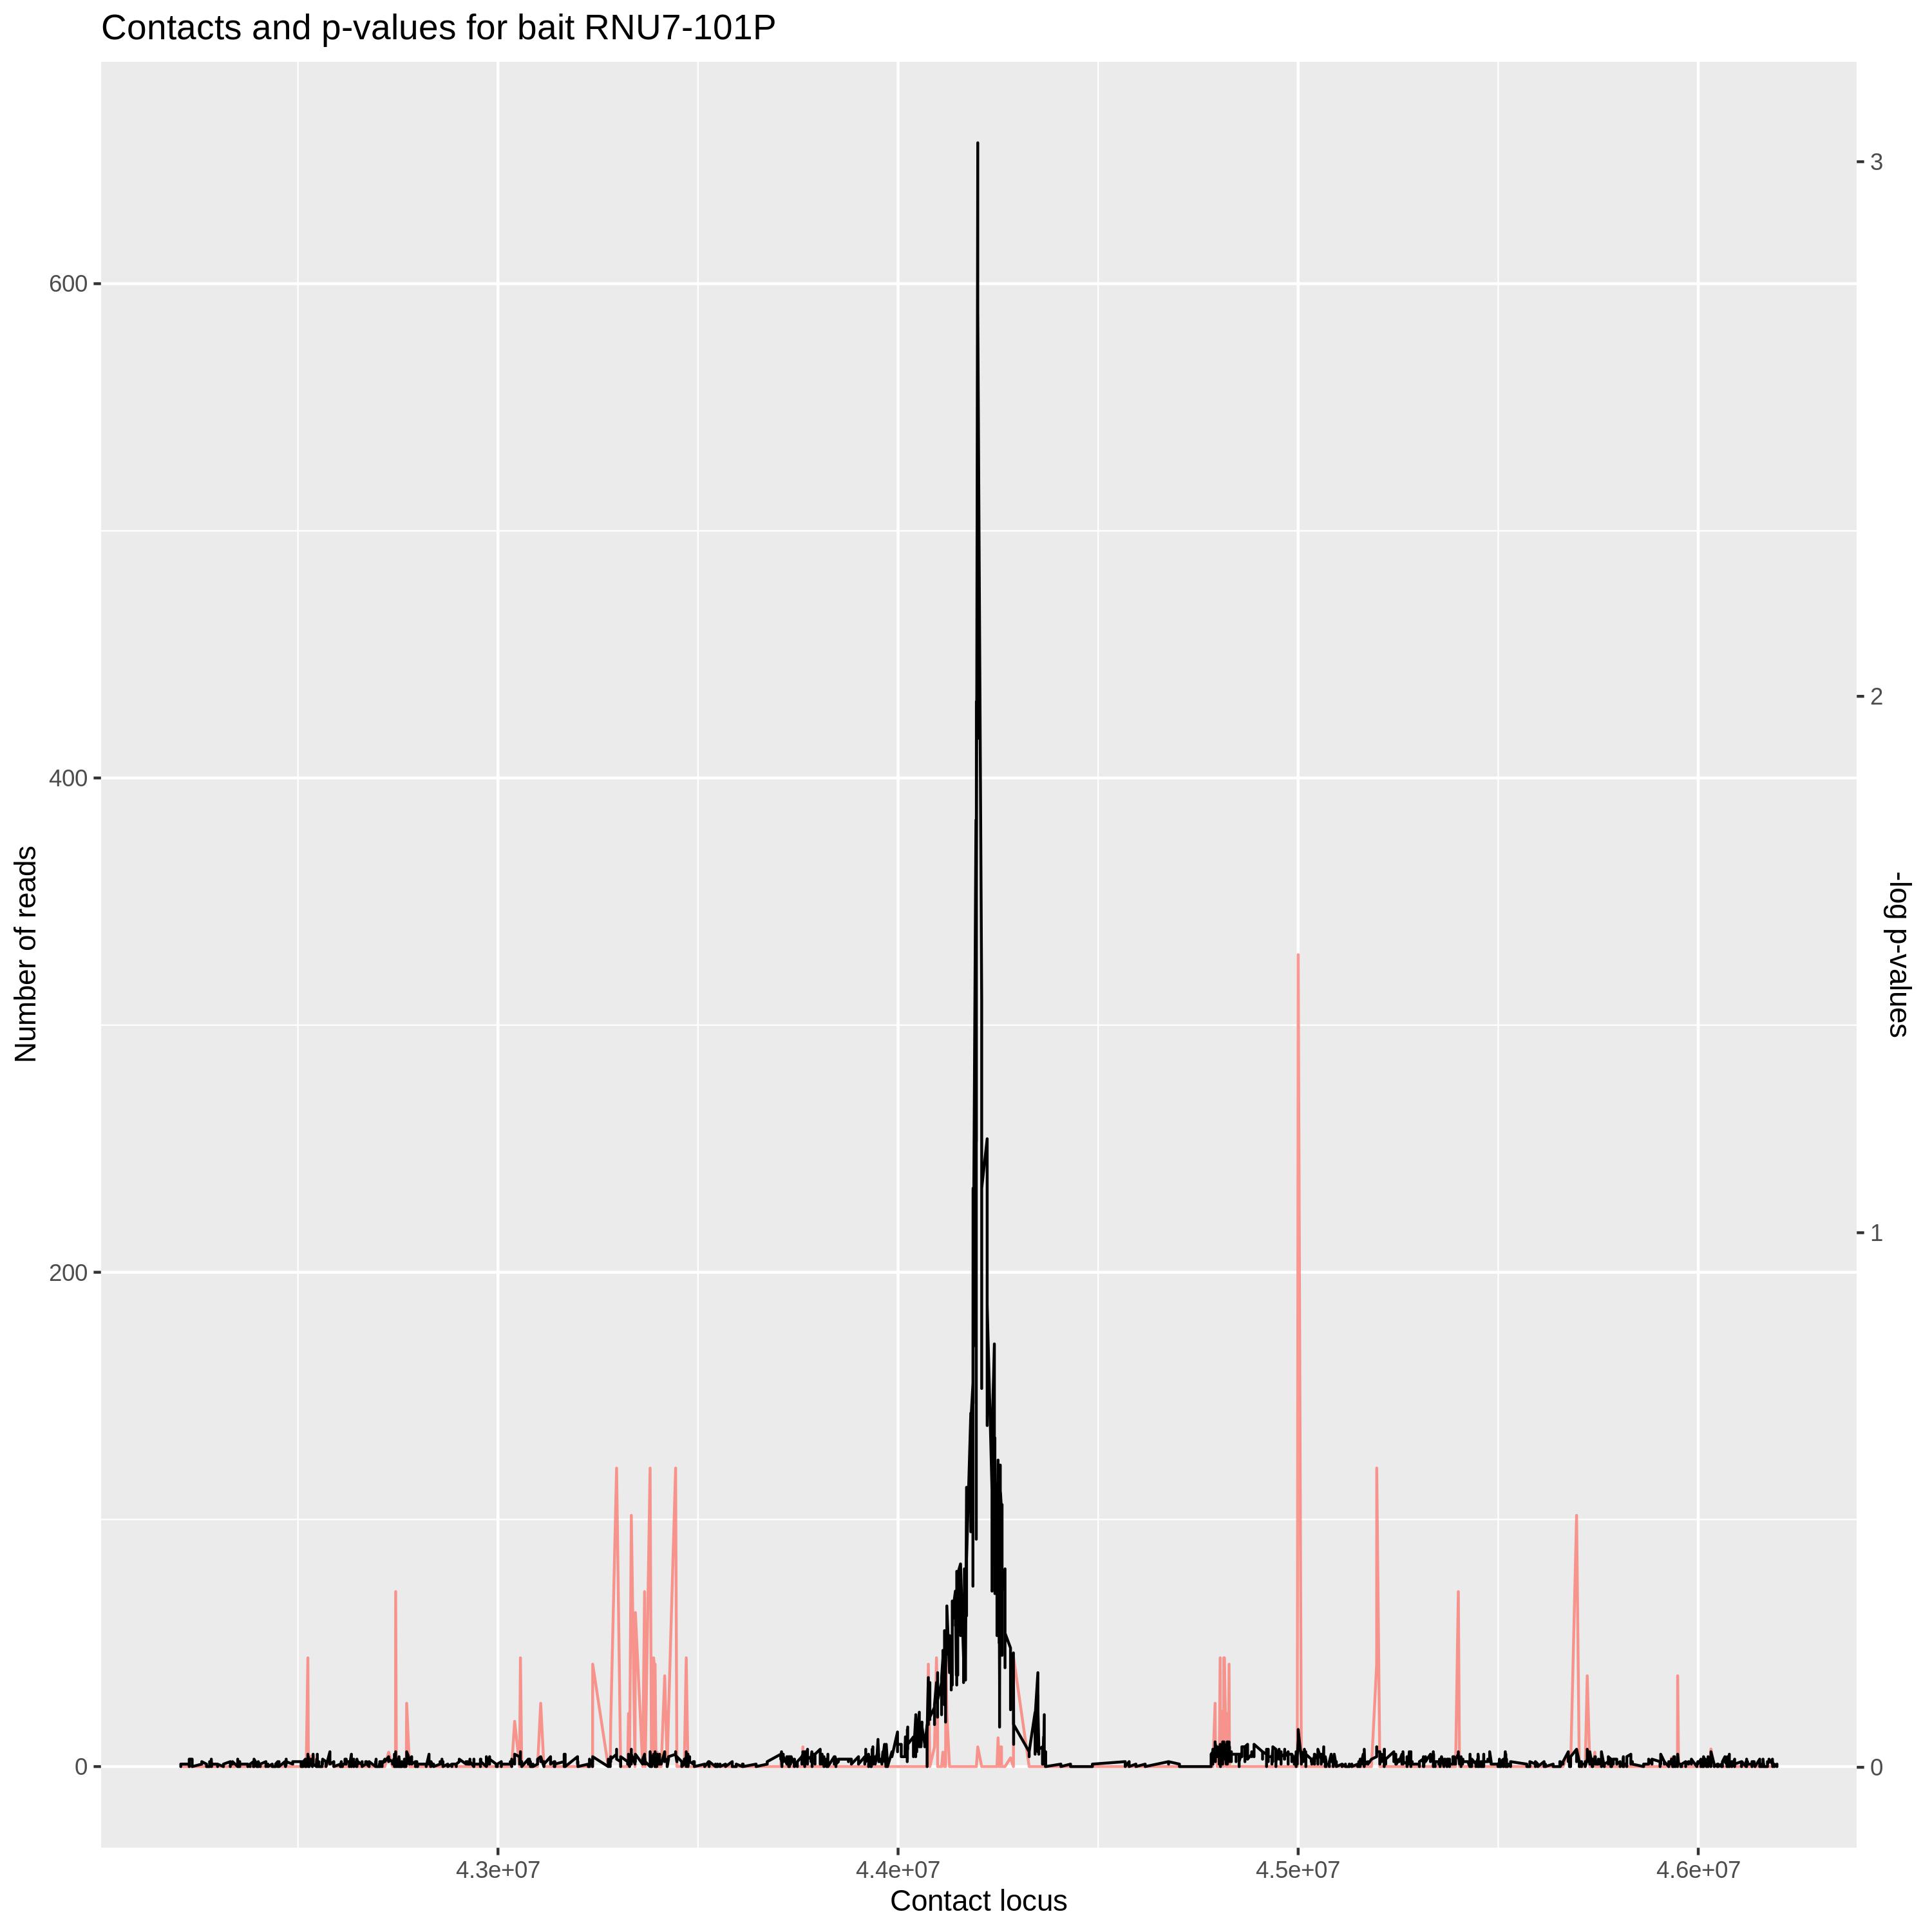 Contacts and p-values for bait RNU7-101P
600
400
200
0
Number of reads
3
2
1
0
-log p-values
4.3e+07
4.4e+07
4.5e+07
4.6e+07
Contact locus